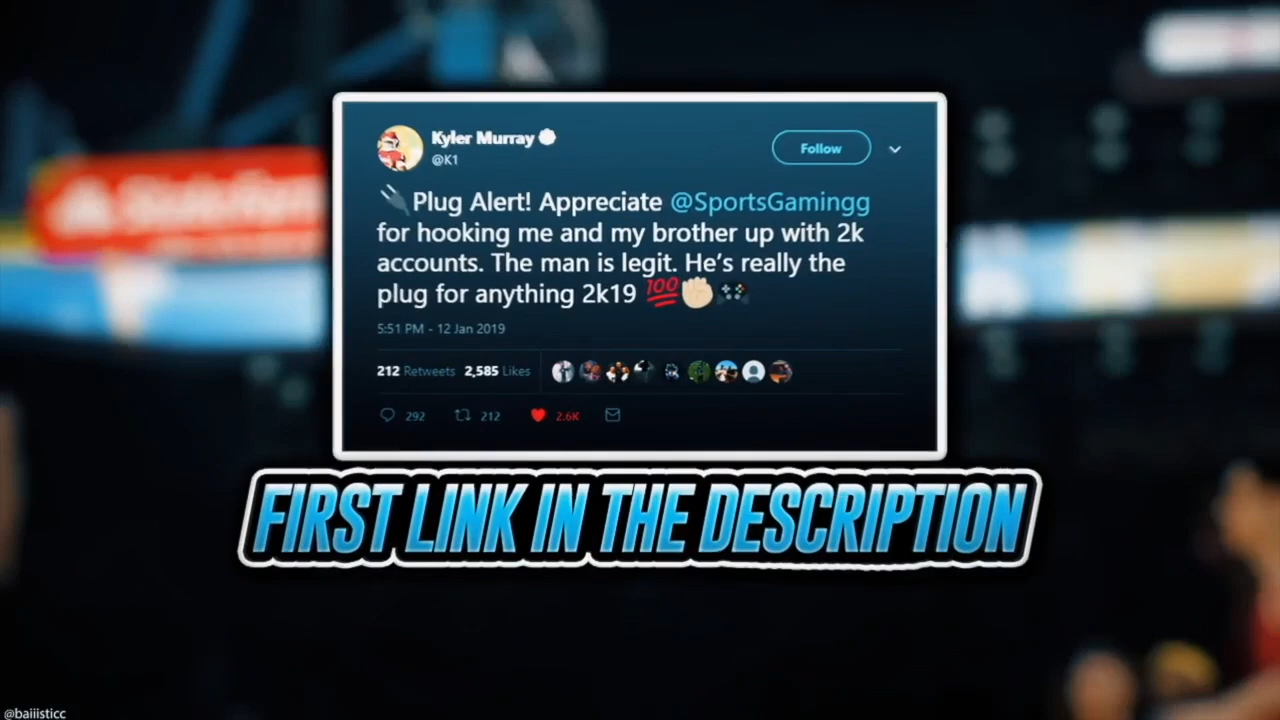 Kyler Murray
@K1
Follow
Plug Alert! Appreciate @SportsGamingg
for hooking me and my brother up with 2k
accounts. The man is legit. He's really the
plug for anything 2k19 💯✊🏼🎮
5:51 PM - 12 Jan 2019
212 Retweets 2,585 Likes
292 212 2.6K
FIRST LINK IN THE DESCRIPTION
@baiiisticc